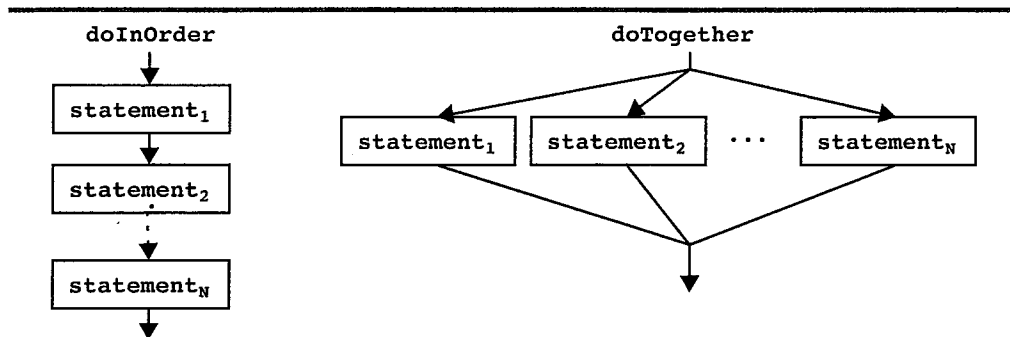 doInOrder
statement₁
statement₂
statementN
doTogether
statement₁ statement₂ ... statementN